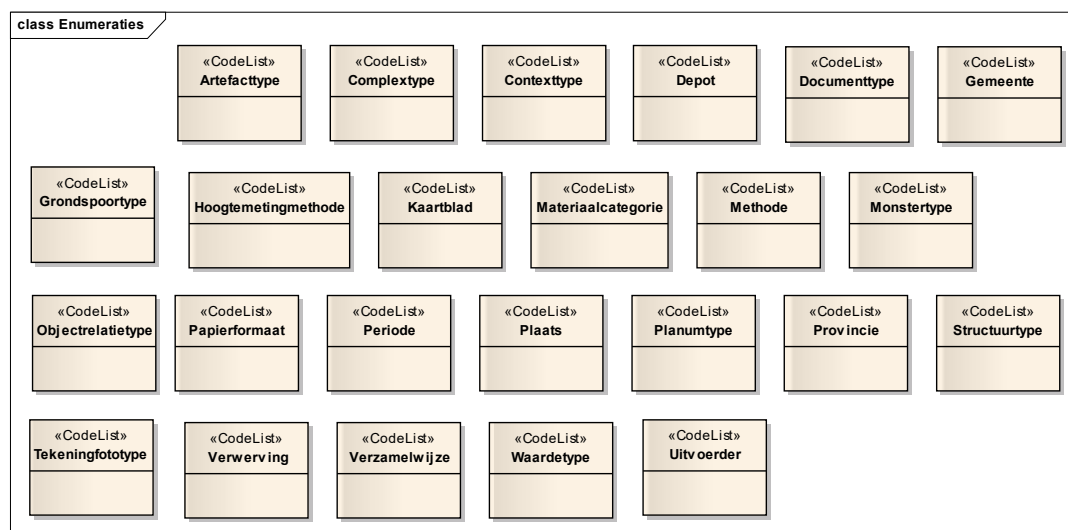 class Enumeraties
«CodeList»
Artefacttype
«CodeList»
Complextype
«CodeList»
Contexttype
«CodeList»
Depot
«CodeList»
Documenttype
«CodeList»
Gemeente
«CodeList»
Grondspoortype
«CodeList»
Hoogtemetingmethode
«CodeList»
Kaartblad
«CodeList»
Materiaalcategorie
«CodeList»
Methode
«CodeList»
Monstertype
«CodeList»
Objectrelatietype
«CodeList»
Papierformaat
«CodeList»
Periode
«CodeList»
Plaats
«CodeList»
Planumtype
«CodeList»
Provincie
«CodeList»
Structuurtype
«CodeList»
Tekeningfototype
«CodeList»
Verwerving
«CodeList»
Verzamelwijze
«CodeList»
Waardetype
«CodeList»
Uitvoerder